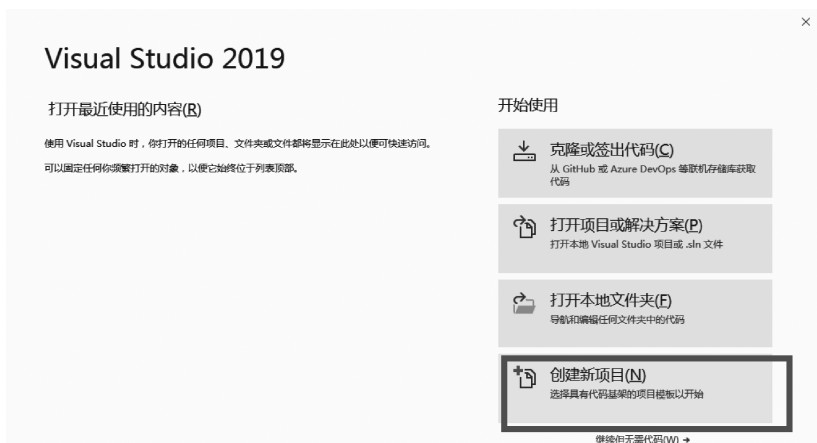 Visual Studio 2019
打开最近使用的内容(R)
使用 Visual Studio 时，你打开的任何项目、文件夹或文件都将显示在此处以便可快速访问。
可以固定任何你频繁打开的对象，以便它始终位于列表顶部。
开始使用
克隆或签出代码(C)
从 GitHub 或 Azure DevOps 等联机存储库获取
代码
打开项目或解决方案(P)
打开本地 Visual Studio 项目或 .sln 文件
打开本地文件夹(F)
导航和编辑任何文件夹中的代码
创建新项目(N)
选择具有代码基架的项目模板以开始
继续但无需代码(W) →